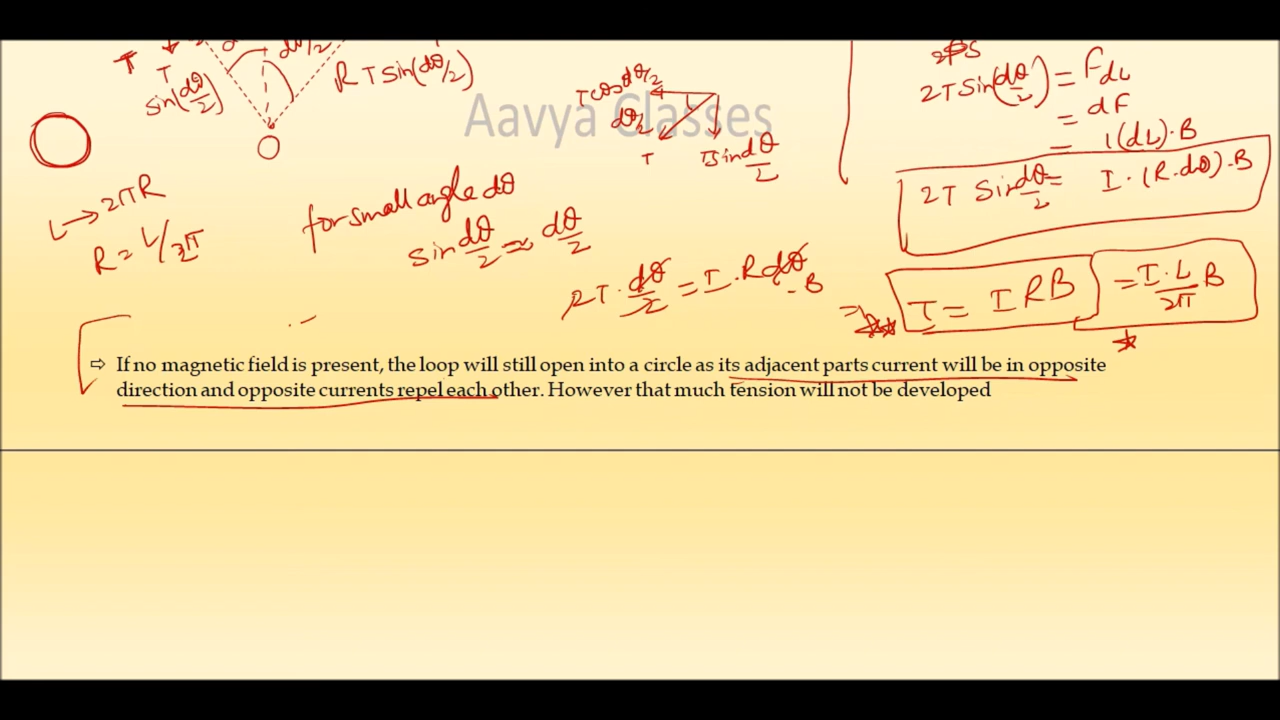 T
T
sin(dθ/2)
dθ/2
R T sin(dθ/2)
O
T cos dθ/2
dθ/2
T
T sin dθ/2
Aavya Classes
2T Sin(dθ/2) = F dL
= dF
= I(dL)·B
2T Sin dθ/2 = I·(R·dθ)·B
L → 2πR
R = L/2π
for small angle dθ
sin dθ/2 ≈ dθ/2
2T·dθ/2 = I·R dθ·B
⇒ T = IRB = I·L/2π B
⇨ If no magnetic field is present, the loop will still open into a circle as its adjacent parts current will be in opposite
direction and opposite currents repel each other. However that much tension will not be developed